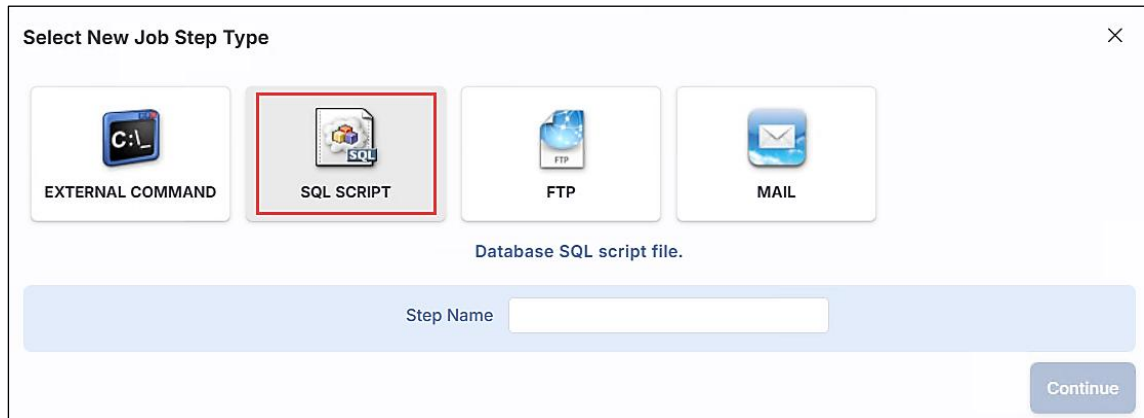 Select New Job Step Type
C:\_
SQL
FTP
EXTERNAL COMMAND
SQL SCRIPT
FTP
MAIL
Database SQL script file.
Step Name
Continue